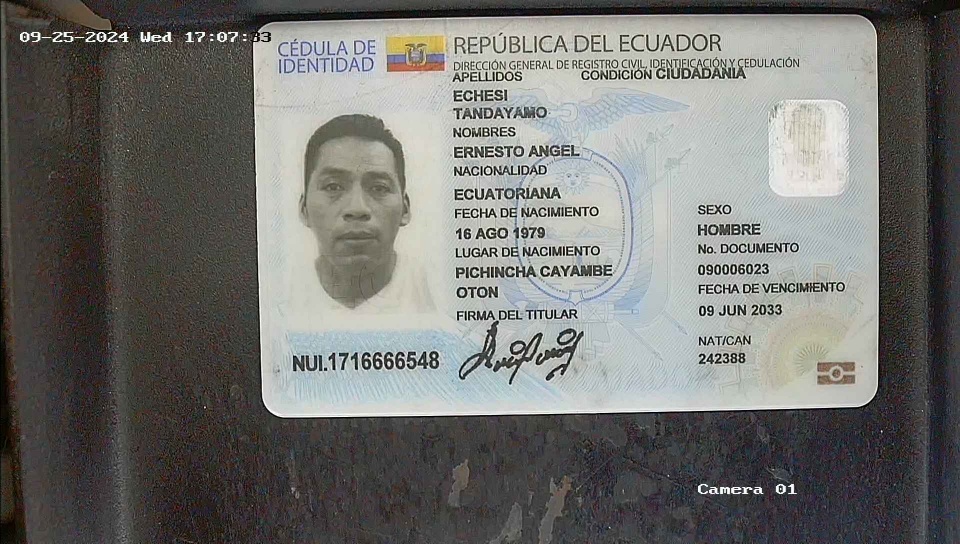 09-25-2024 Wed 17:07:33
CÉDULA DE
IDENTIDAD
REPÚBLICA DEL ECUADOR
DIRECCIÓN GENERAL DE REGISTRO CIVIL, IDENTIFICACIÓN Y CEDULACIÓN
APELLIDOS CONDICIÓN CIUDADANIA
ECHESI
TANDAYAMO
NOMBRES
ERNESTO ANGEL
NACIONALIDAD
ECUATORIANA
FECHA DE NACIMIENTO
16 AGO 1979
LUGAR DE NACIMIENTO
PICHINCHA CAYAMBE
OTON
FIRMA DEL TITULAR
SEXO
HOMBRE
No. DOCUMENTO
090006023
FECHA DE VENCIMIENTO
09 JUN 2033
NAT/CAN
242388
NUI.1716666548
Camera 01